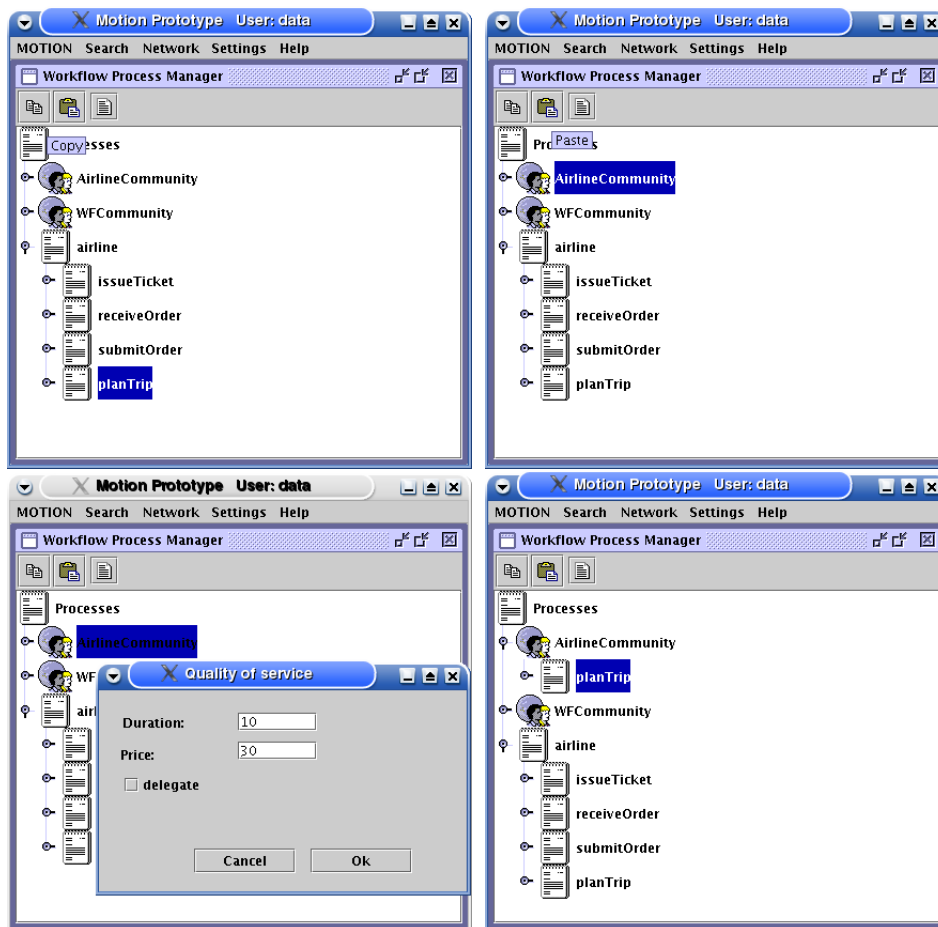 Motion Prototype User: data
MOTION Search Network Settings Help
Workflow Process Manager
Copy esses
AirlineCommunity
WFCommunity
airline
issueTicket
receiveOrder
submitOrder
planTrip
Motion Prototype User: data
MOTION Search Network Settings Help
Workflow Process Manager
Pro Paste s
AirlineCommunity
WFCommunity
airline
issueTicket
receiveOrder
submitOrder
planTrip
Motion Prototype User: data
MOTION Search Network Settings Help
Workflow Process Manager
Processes
AirlineCommunity
WF
airl
Quality of service
Duration: 10
Price: 30
delegate
Cancel Ok
Motion Prototype User: data
MOTION Search Network Settings Help
Workflow Process Manager
Processes
AirlineCommunity
planTrip
WFCommunity
airline
issueTicket
receiveOrder
submitOrder
planTrip